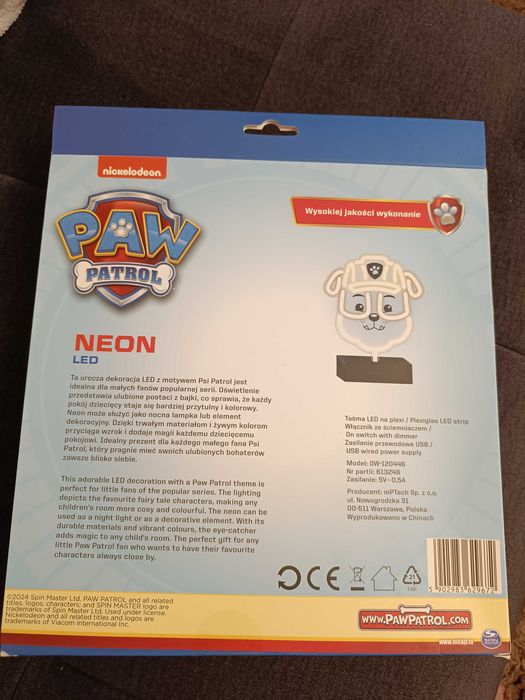 nickelodeon
PAW
PATROL
Wysokiej jakości wykonanie
NEON
LED
Ta urocza dekoracja LED z motywem Psi Patrol jest
idealna dla małych fanów popularnej serii. Oświetlenie
przedstawia ulubione postaci z bajki, co sprawia, że każdy
pokój dziecięcy staje się bardziej przytulny i kolorowy.
Neon może służyć jako nocna lampka lub element
dekoracyjny. Dzięki trwałym materiałom i żywym kolorom
przyciąga wzrok i dodaje magii każdemu dziecięcemu
pokojowi. Idealny prezent dla każdego małego fana Psi
Patrol, który pragnie mieć swoich ulubionych bohaterów
zawsze blisko siebie.
This adorable LED decoration with a Paw Patrol theme is
perfect for little fans of the popular series. The lighting
depicts the favourite fairy tale characters, making any
children's room more cosy and colourful. The neon can be
used as a night light or as a decorative element. With its
durable materials and vibrant colours, the eye-catcher
adds magic to any child's room. The perfect gift for any
little Paw Patrol fan who wants to have their favourite
characters always close by.
Taśma LED na plexi / Plexiglas LED strip
Włącznik ze ściemniaczem /
On switch with dimmer
Zasilanie przewodowe USB /
USB wired power supply
Model: OW-120446
Nr partii: 613246
Zasilanie: 5V⎓0,5A
Producent: mPTech Sp. z o.o.
ul. Nowogrodzka 31
00-511 Warszawa, Polska
Wyprodukowano w Chinach
CE
21
PAP
5 902983 629672
©2024 Spin Master Ltd. PAW PATROL and all related
titles, logos, characters; and SPIN MASTER logo are
trademarks of Spin Master Ltd. Used under license.
Nickelodeon and all related titles and logos are
trademarks of Viacom International Inc.
www.PawPatrol.com
www.nickjr.tv
SPIN MASTER